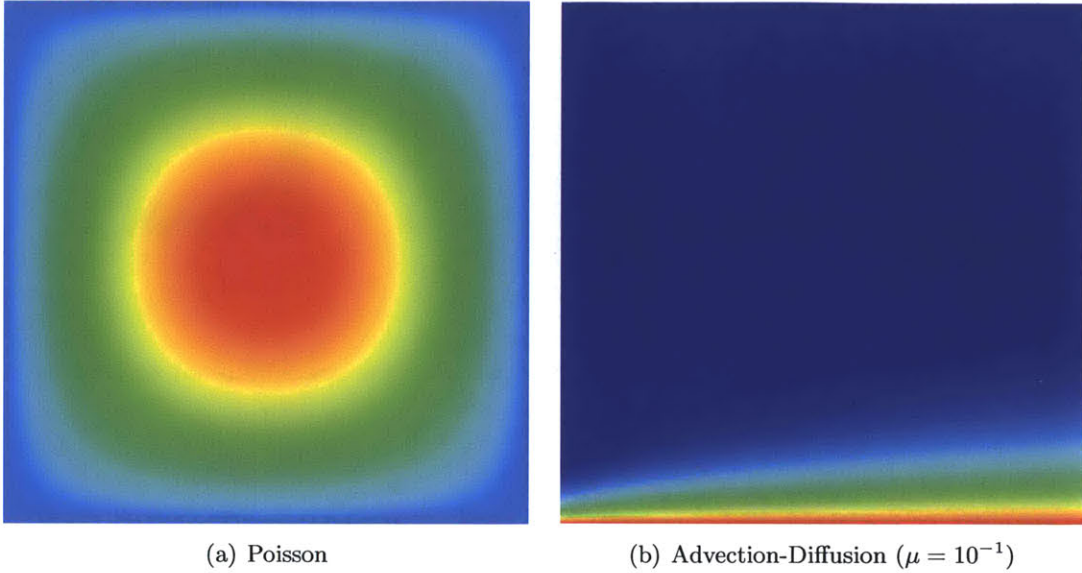 (a) Poisson
(b) Advection-Diffusion (μ = 10⁻¹)